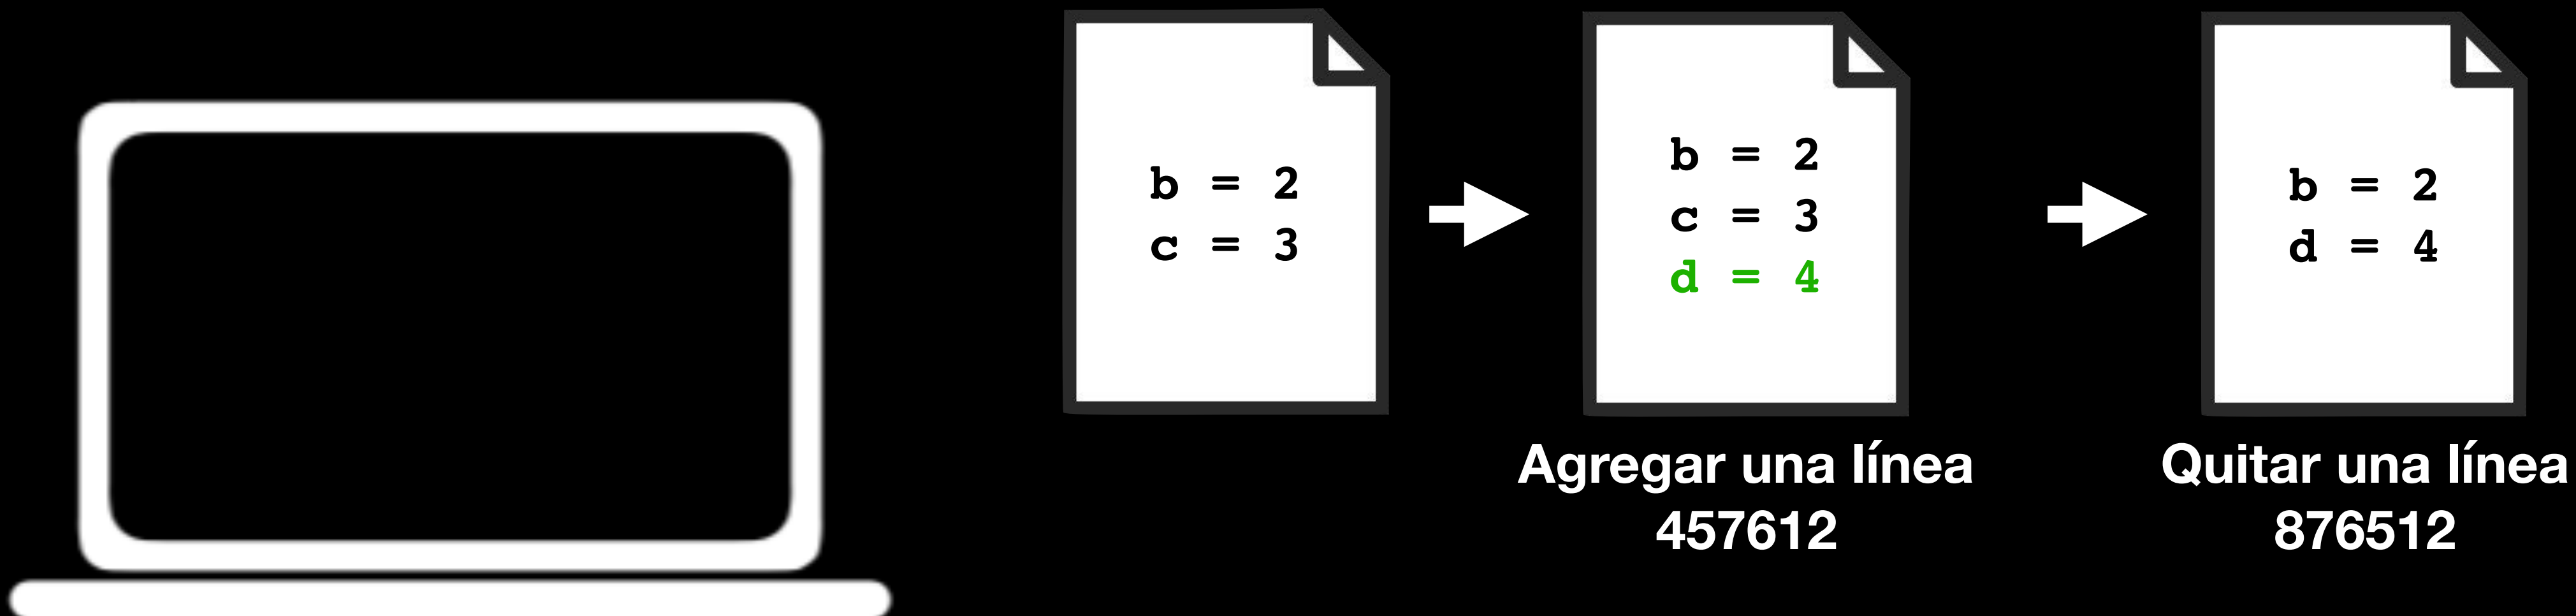 b = 2
c = 3
b = 2
c = 3
d = 4
Agregar una línea
457612
b = 2
d = 4
Quitar una línea
876512